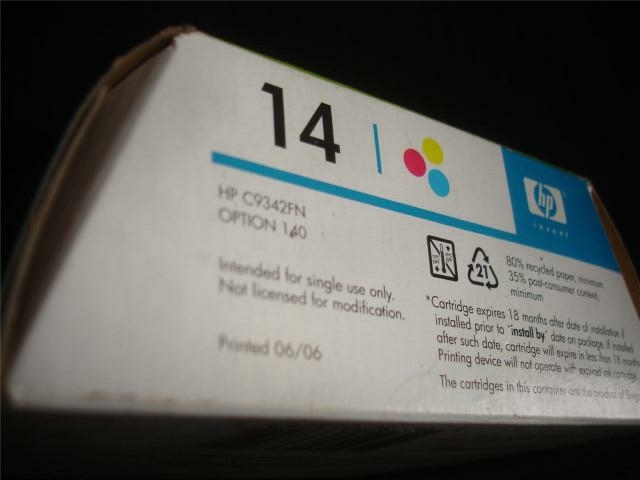 14
hp
invent
HP C9342FN
OPTION 140
Intended for single use only.
Not licensed for modification.
Printed 06/06
21
80% recycled paper, minimum
35% post-consumer content,
minimum
*Cartridge expires 18 months after date of installation if
installed prior to "install by" date on package. If installed
after such date, cartridge will expire in less than 18 months
Printing device will not operate with expired ink cartridge
The cartridges in this container are the product of